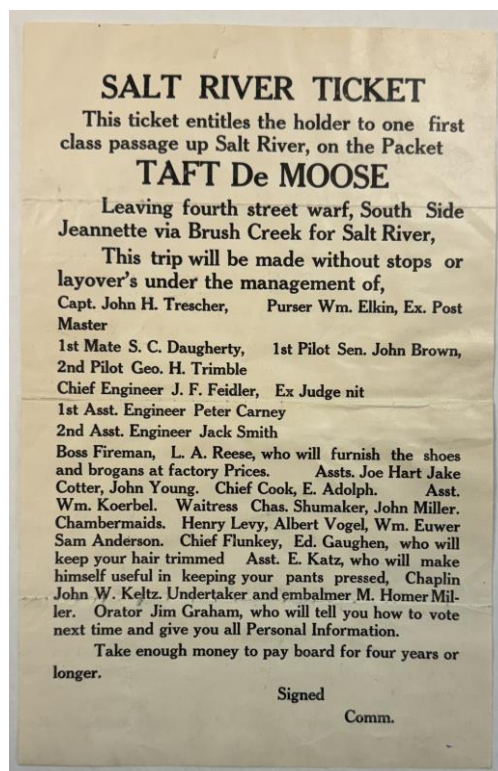 SALT RIVER TICKET
This ticket entitles the holder to one first
class passage up Salt River, on the Packet
TAFT De MOOSE
Leaving fourth street warf, South Side
Jeannette via Brush Creek for Salt River,
This trip will be made without stops or
layover's under the management of,
Capt. John H. Trescher, Purser Wm. Elkin, Ex. Post
Master
1st Mate S. C. Daugherty, 1st Pilot Sen. John Brown,
2nd Pilot Geo. H. Trimble
Chief Engineer J. F. Feidler, Ex Judge nit
1st Asst. Engineer Peter Carney
2nd Asst. Engineer Jack Smith
Boss Fireman, L. A. Reese, who will furnish the shoes
and brogans at factory Prices. Assts. Joe Hart Jake
Cotter, John Young. Chief Cook, E. Adolph. Asst.
Wm. Koerbel. Waitress Chas. Shumaker, John Miller.
Chambermaids. Henry Levy, Albert Vogel, Wm. Euwer
Sam Anderson. Chief Flunkey, Ed. Gaughen, who will
keep your hair trimmed Asst. E. Katz, who will make
himself useful in keeping your pants pressed, Chaplin
John W. Keltz. Undertaker and embalmer M. Homer Mil-
ler. Orator Jim Graham, who will tell you how to vote
next time and give you all Personal Information.
Take enough money to pay board for four years or
longer.
Signed
Comm.